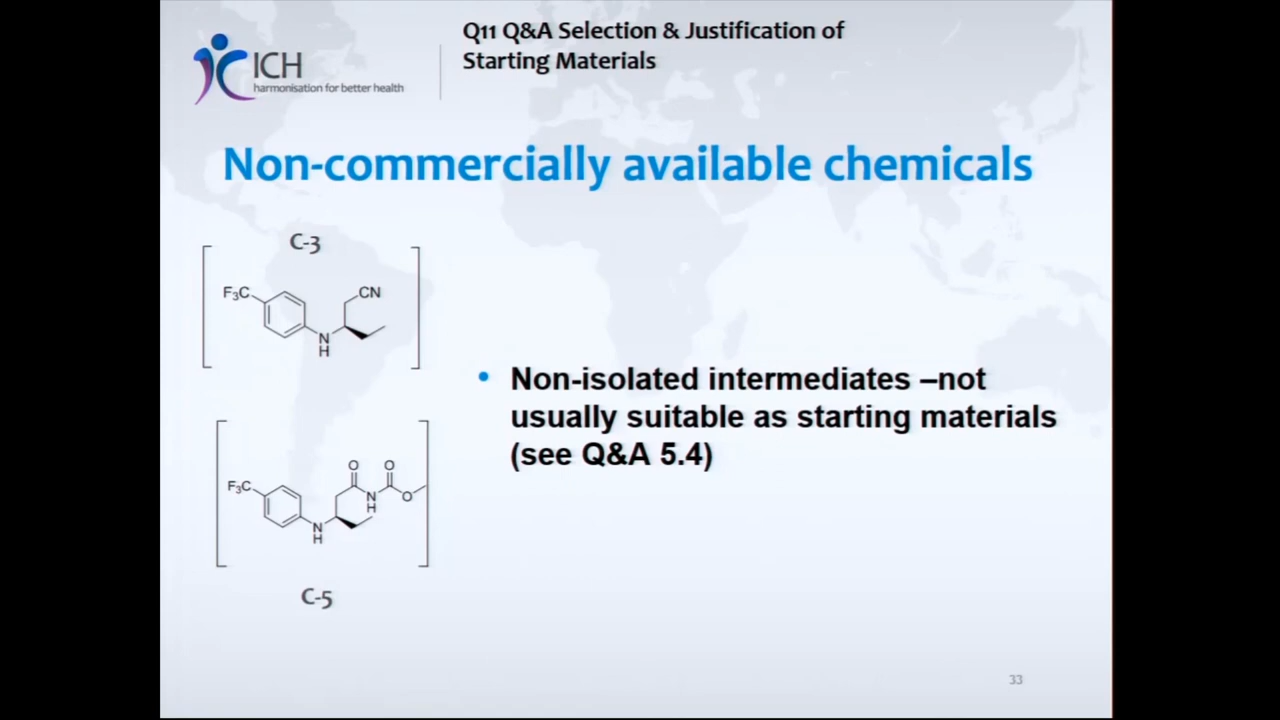 ICH
harmonisation for better health
Q11 Q&A Selection & Justification of
Starting Materials
Non-commercially available chemicals
C-3
F3C
CN
N
H
• Non-isolated intermediates –not
usually suitable as starting materials
(see Q&A 5.4)
O O
F3C
N
H
O
N
H
C-5
33